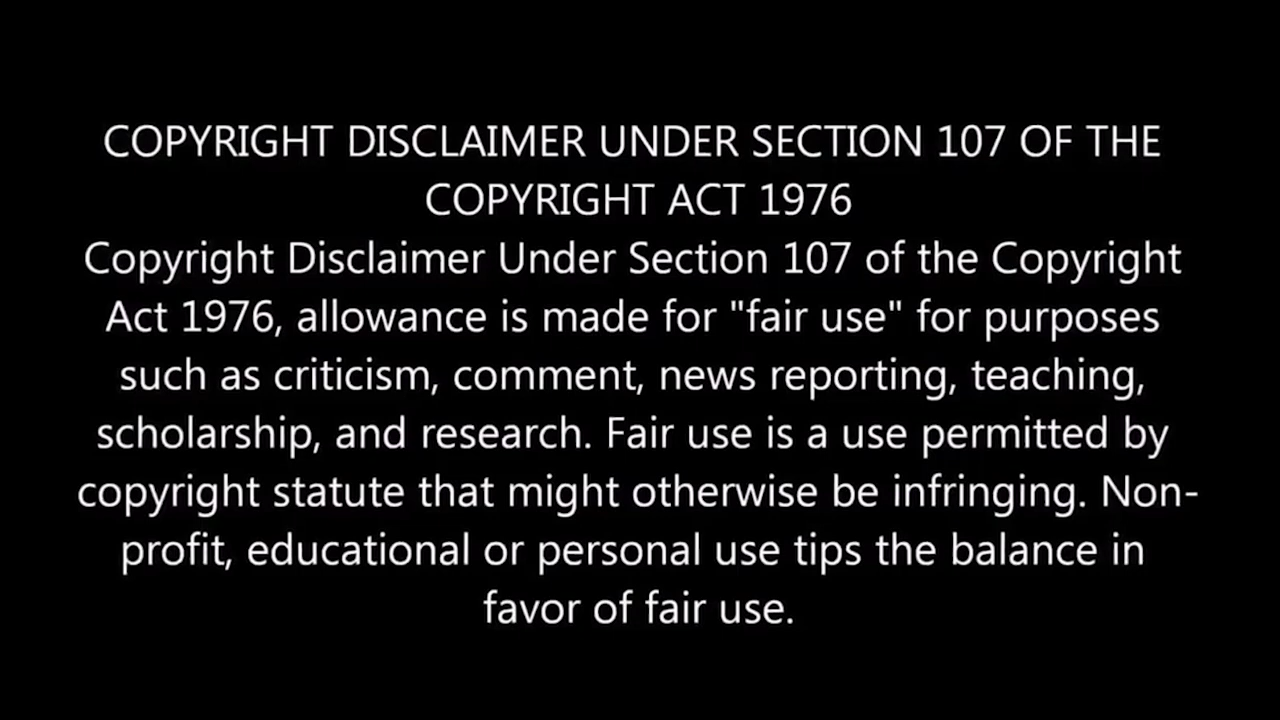 COPYRIGHT DISCLAIMER UNDER SECTION 107 OF THE
COPYRIGHT ACT 1976
Copyright Disclaimer Under Section 107 of the Copyright
Act 1976, allowance is made for "fair use" for purposes
such as criticism, comment, news reporting, teaching,
scholarship, and research. Fair use is a use permitted by
copyright statute that might otherwise be infringing. Non-
profit, educational or personal use tips the balance in
favor of fair use.